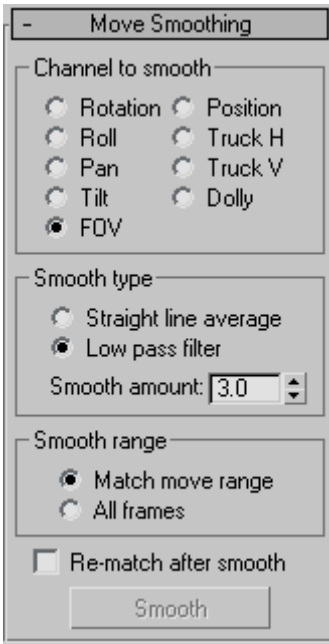 - Move Smoothing
Channel to smooth
Rotation Position
Roll Truck H
Pan Truck V
Tilt Dolly
FOV
Smooth type
Straight line average
Low pass filter
Smooth amount: 3.0
Smooth range
Match move range
All frames
Re-match after smooth
Smooth